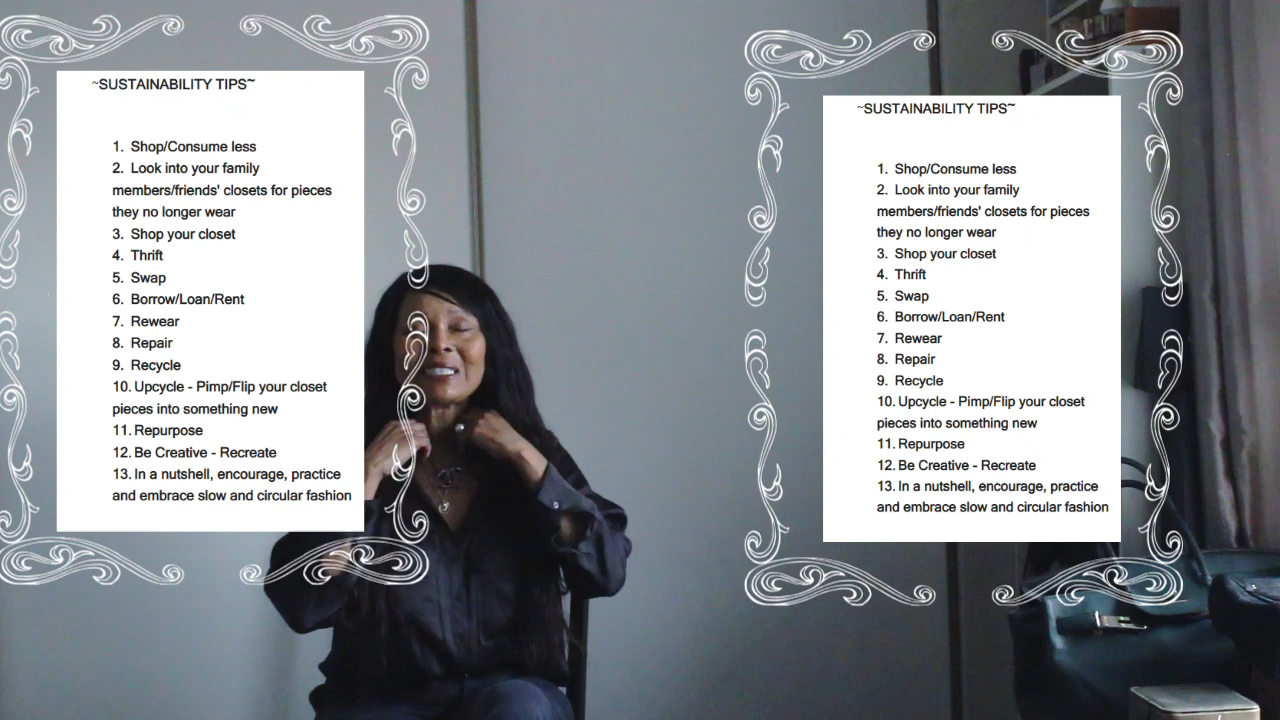 ~SUSTAINABILITY TIPS~
1. Shop/Consume less
2. Look into your family
members/friends' closets for pieces
they no longer wear
3. Shop your closet
4. Thrift
5. Swap
6. Borrow/Loan/Rent
7. Rewear
8. Repair
9. Recycle
10. Upcycle - Pimp/Flip your closet
pieces into something new
11. Repurpose
12. Be Creative - Recreate
13. In a nutshell, encourage, practice
and embrace slow and circular fashion
~SUSTAINABILITY TIPS~
1. Shop/Consume less
2. Look into your family
members/friends' closets for pieces
they no longer wear
3. Shop your closet
4. Thrift
5. Swap
6. Borrow/Loan/Rent
7. Rewear
8. Repair
9. Recycle
10. Upcycle - Pimp/Flip your closet
pieces into something new
11. Repurpose
12. Be Creative - Recreate
13. In a nutshell, encourage, practice
and embrace slow and circular fashion